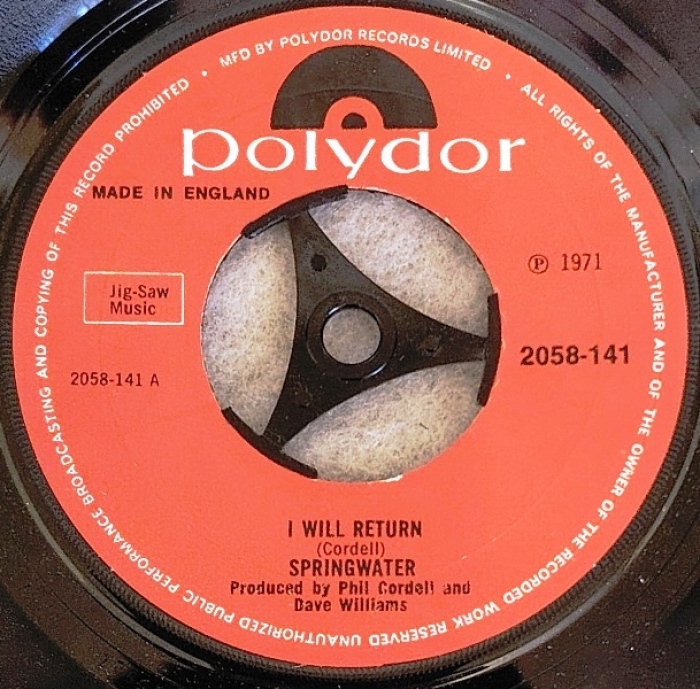 MFD BY POLYDOR RECORDS LIMITED • ALL RIGHTS OF THE MANUFACTURER AND OF THE OWNER OF THE RECORDED WORK RESERVED UNAUTHORIZED PUBLIC PERFORMANCE BROADCASTING AND COPYING OF THIS RECORD PROHIBITED •
polydor
MADE IN ENGLAND
℗ 1971
Jig-Saw
Music
2058-141
2058-141 A
I WILL RETURN
(Cordell)
SPRINGWATER
Produced by Phil Cordell and
Dave Williams